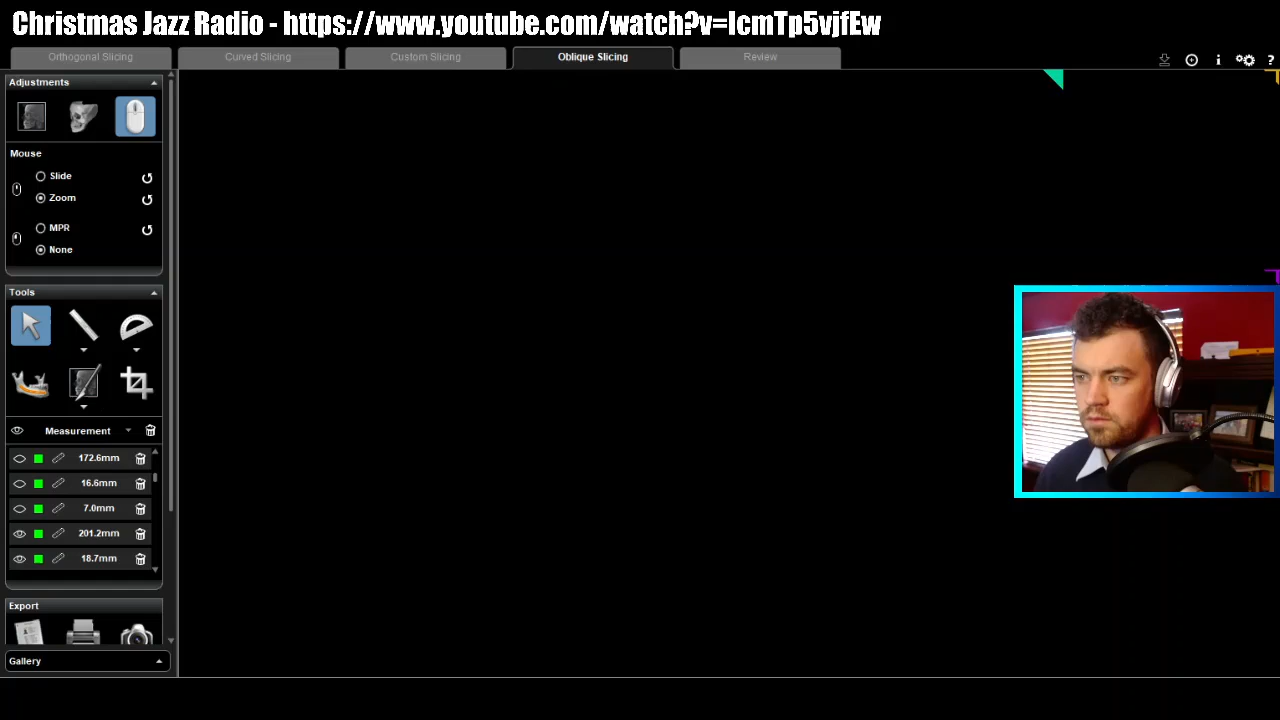 Christmas Jazz Radio - https://www.youtube.com/watch?v=IcmTp5vjfEw
Orthogonal Slicing
Curved Slicing
Custom Slicing
Oblique Slicing
Review
Adjustments
Mouse
Slide
Zoom
MPR
None
Tools
Measurement
172.6mm
16.6mm
7.0mm
201.2mm
18.7mm
Export
Gallery